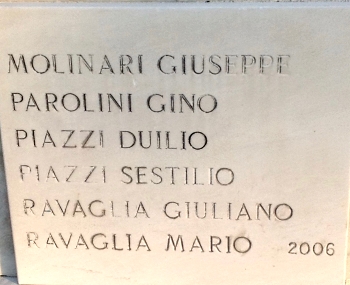 MOLINARI GIUSEPPE
PAROLINI GINO
PIAZZI DUILIO
PIAZZI SESTILIO
RAVAGLIA GIULIANO
RAVAGLIA MARIO 2006